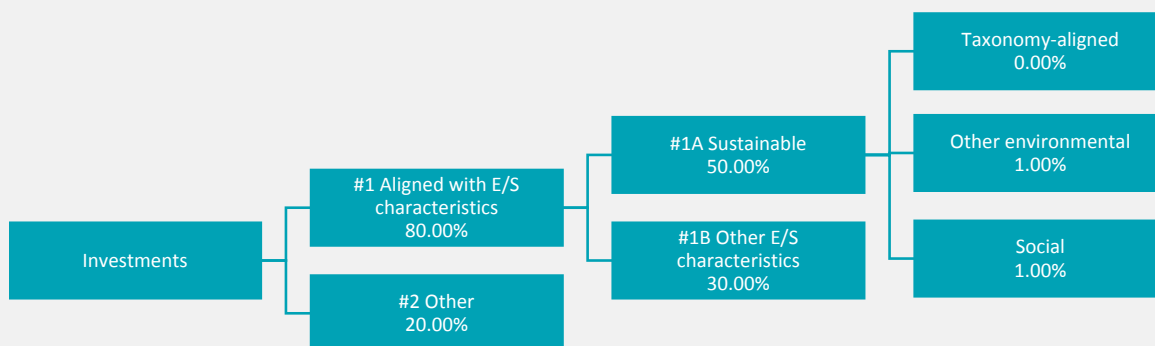 Investments
#1 Aligned with E/S
characteristics
80.00%
#2 Other
20.00%
#1A Sustainable
50.00%
#1B Other E/S
characteristics
30.00%
Taxonomy-aligned
0.00%
Other environmental
1.00%
Social
1.00%